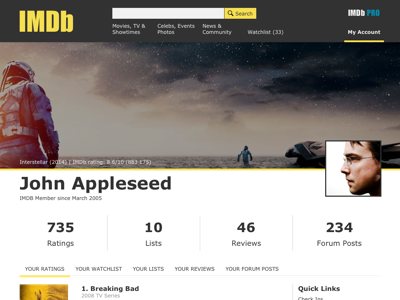 IMDb
Search
IMDb PRO
Movies, TV &
Showtimes
Celebs, Events
Photos
News &
Community
Watchlist (33)
My Account
Interstellar (2014) | IMDb rating: 8.6/10 (883,175)
John Appleseed
IMDB Member since March 2005
735
Ratings
10
Lists
46
Reviews
234
Forum Posts
YOUR RATINGS
YOUR WATCHLIST
YOUR LISTS
YOUR REVIEWS
YOUR FORUM POSTS
1. Breaking Bad
2008 TV Series
Quick Links